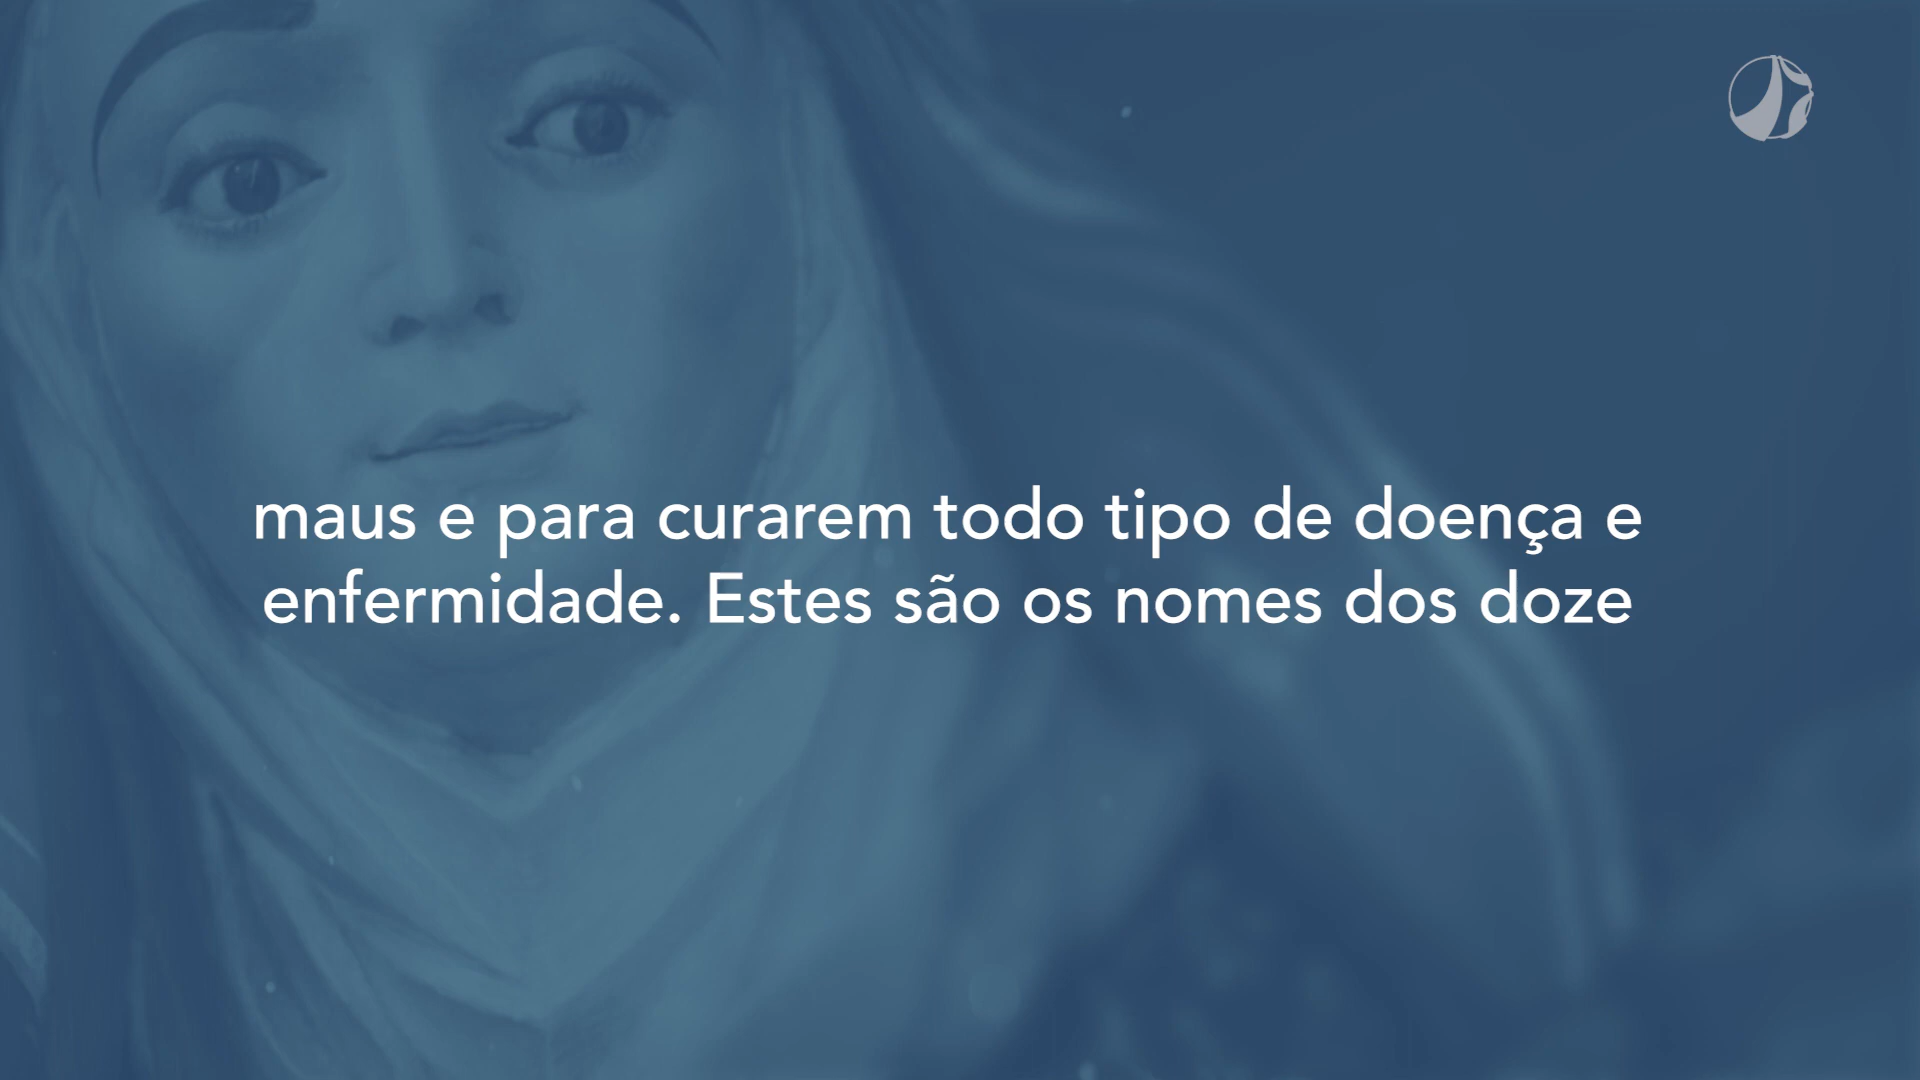 maus e para curarem todo tipo de doença e
enfermidade. Estes são os nomes dos doze